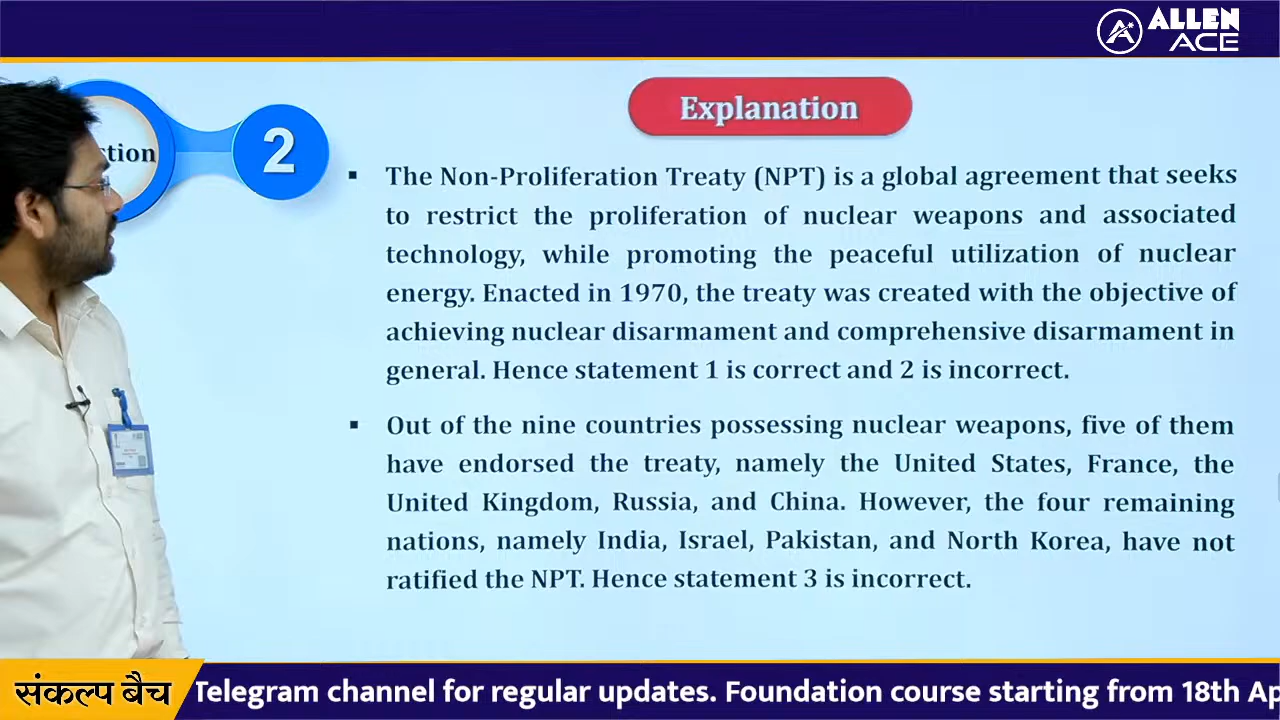 ALLEN
ACE
Explanation
2
The Non-Proliferation Treaty (NPT) is a global agreement that seeks
to restrict the proliferation of nuclear weapons and associated
technology, while promoting the peaceful utilization of nuclear
energy. Enacted in 1970, the treaty was created with the objective of
achieving nuclear disarmament and comprehensive disarmament in
general. Hence statement 1 is correct and 2 is incorrect.
Out of the nine countries possessing nuclear weapons, five of them
have endorsed the treaty, namely the United States, France, the
United Kingdom, Russia, and China. However, the four remaining
nations, namely India, Israel, Pakistan, and North Korea, have not
ratified the NPT. Hence statement 3 is incorrect.
संकल्प बैच Telegram channel for regular updates. Foundation course starting from 18th Ap